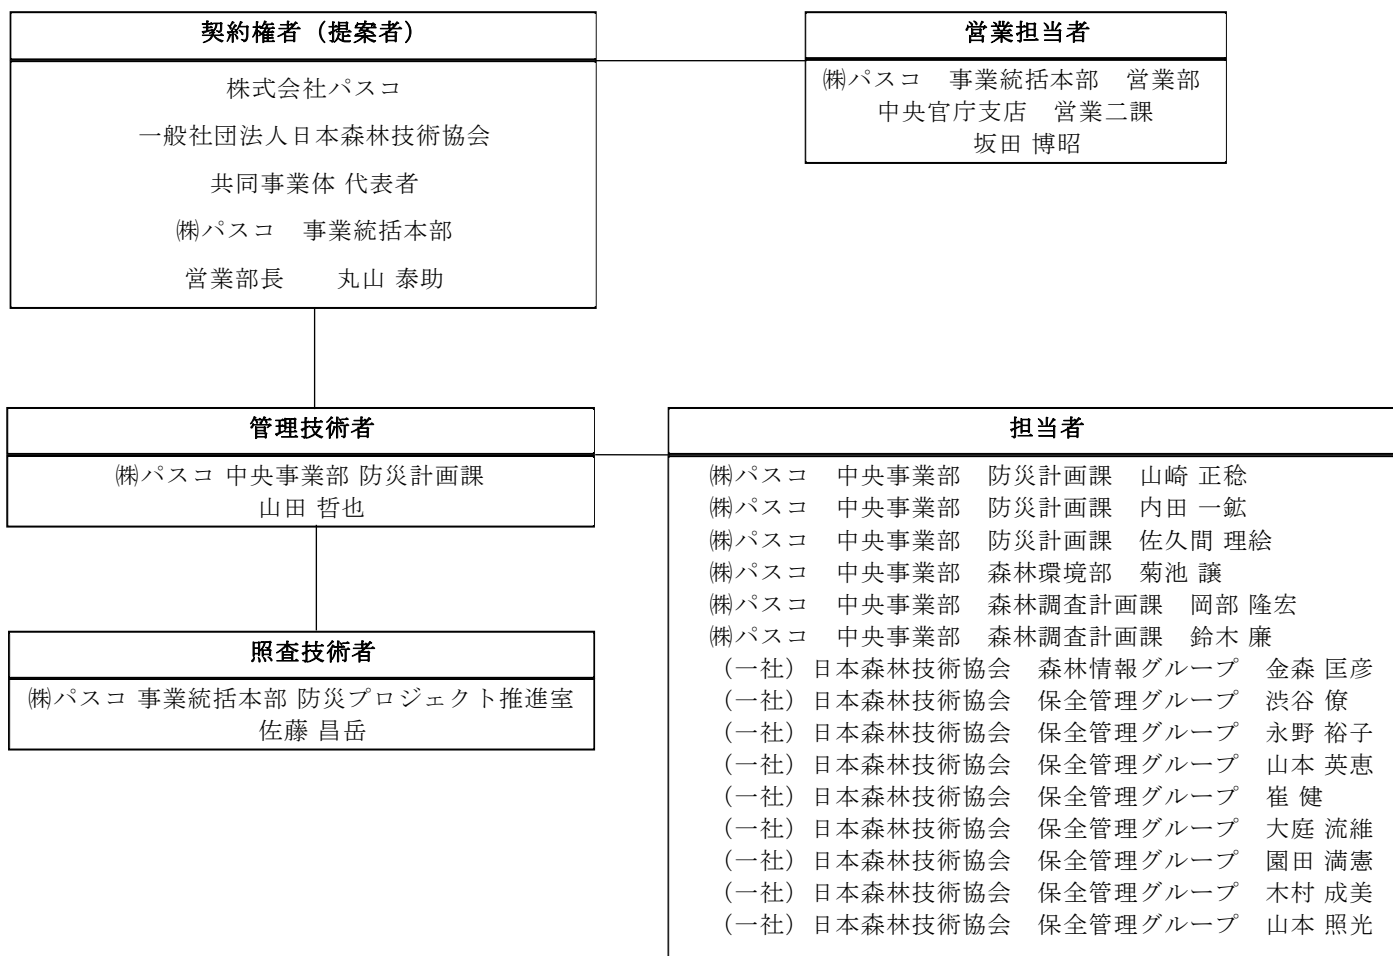 契約権者（提案者）
株式会社パスコ
一般社団法人日本森林技術協会
共同事業体 代表者
㈱パスコ　事業統括本部
営業部長　　丸山 泰助
営業担当者
㈱パスコ　事業統括本部　営業部
中央官庁支店　営業二課
坂田 博昭
管理技術者
㈱パスコ 中央事業部 防災計画課
山田 哲也
照査技術者
㈱パスコ 事業統括本部 防災プロジェクト推進室
佐藤 昌岳
担当者
㈱パスコ　中央事業部　防災計画課　山崎 正稔
㈱パスコ　中央事業部　防災計画課　内田 一鉱
㈱パスコ　中央事業部　防災計画課　佐久間 理絵
㈱パスコ　中央事業部　森林環境部　菊池 譲
㈱パスコ　中央事業部　森林調査計画課　岡部 隆宏
㈱パスコ　中央事業部　森林調査計画課　鈴木 廉
（一社）日本森林技術協会　森林情報グループ　金森 匡彦
（一社）日本森林技術協会　保全管理グループ　渋谷 僚
（一社）日本森林技術協会　保全管理グループ　永野 裕子
（一社）日本森林技術協会　保全管理グループ　山本 英恵
（一社）日本森林技術協会　保全管理グループ　崔 健
（一社）日本森林技術協会　保全管理グループ　大庭 流維
（一社）日本森林技術協会　保全管理グループ　園田 満憲
（一社）日本森林技術協会　保全管理グループ　木村 成美
（一社）日本森林技術協会　保全管理グループ　山本 照光